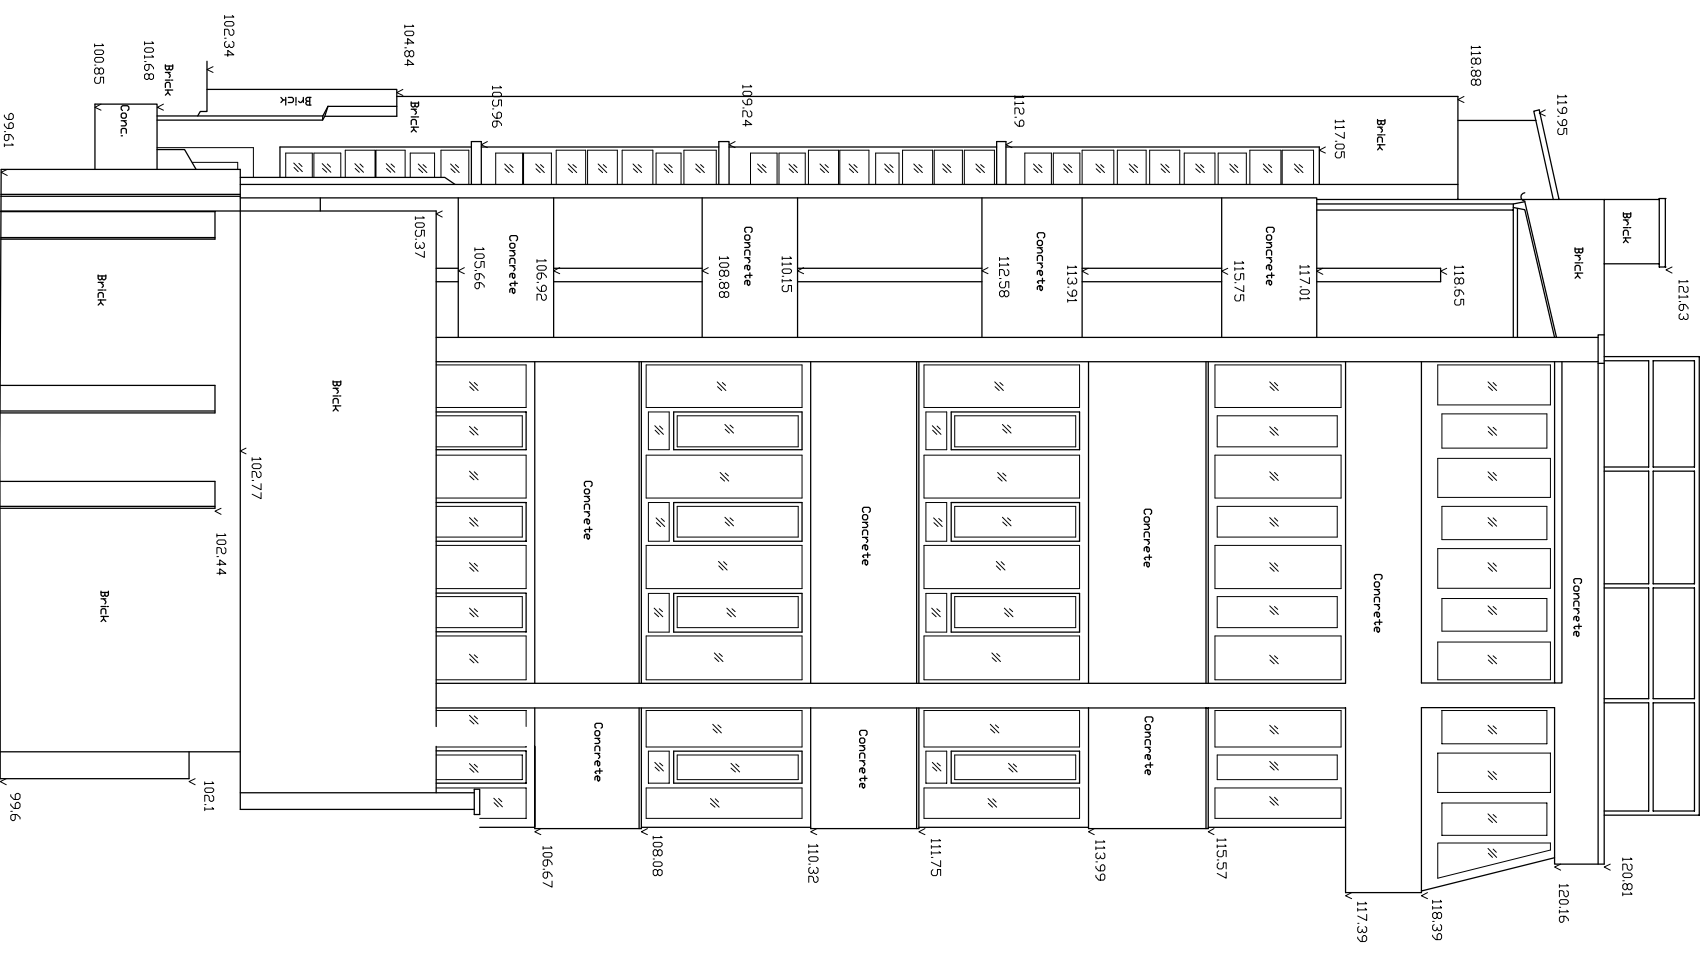 121.63
120.81
120.16
119.95
Brick
Brick
Concrete
118.88
118.65
118.39
117.39
Brick
Concrete
117.05
117.01
Concrete
115.75
115.57
113.99
113.91
Concrete
Concrete
Concrete
112.9
112.58
111.75
110.32
110.15
Concrete
Concrete
Concrete
109.24
108.88
108.08
106.67
106.92
Concrete
Concrete
Concrete
105.96
105.66
105.37
104.84
Brick
Brick
Brick
102.77
102.34
102.44
102.1
Brick
101.68
Conc.
100.85
Brick
Brick
99.61
99.6